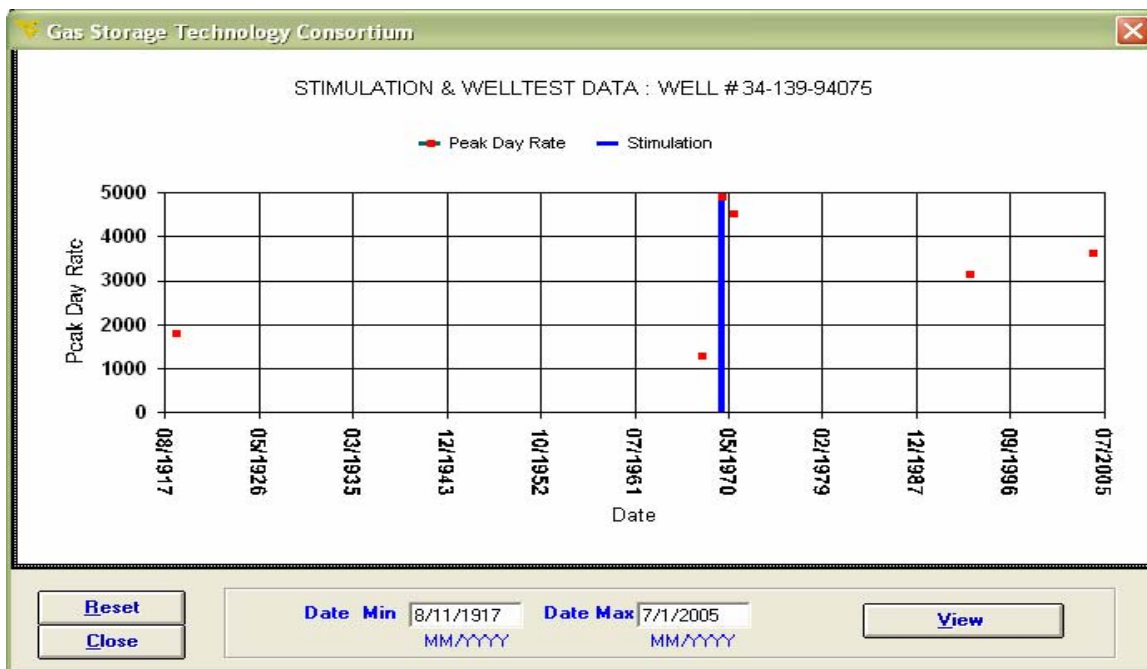 Gas Storage Technology Consortium
STIMULATION & WELLTEST DATA : WELL # 34-139-94075
Peak Day Rate Stimulation
Peak Day Rate
5000
4000
3000
2000
1000
0
08/1917 05/1926 03/1935 12/1943 10/1952 07/1961 05/1970 02/1979 12/1987 09/1996 07/2005
Date
Reset
Close
Date Min 8/11/1917 Date Max 7/1/2005
MM/YYYY MM/YYYY
View